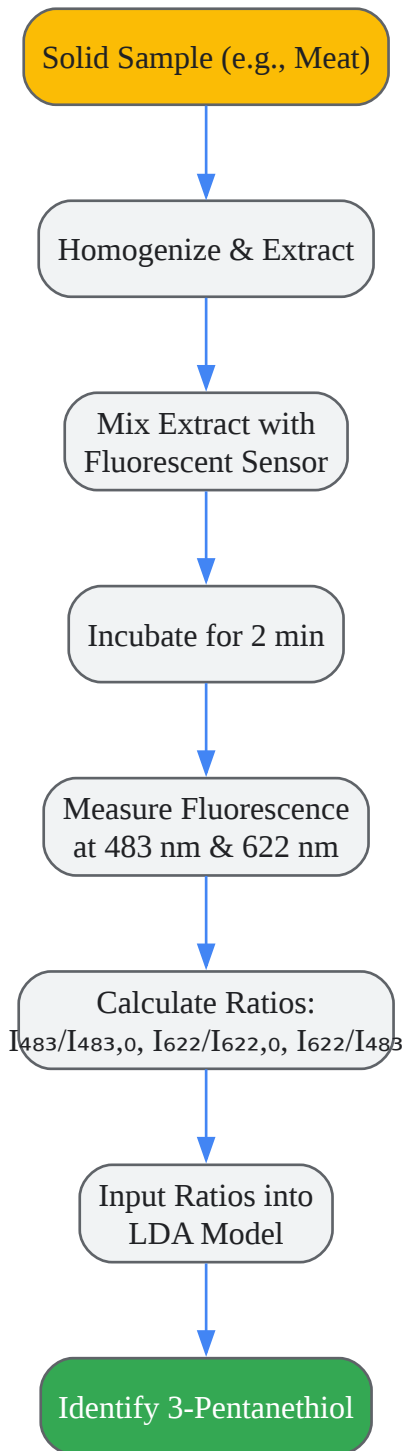 Solid Sample (e.g., Meat)
Homogenize & Extract
Mix Extract with
Fluorescent Sensor
Incubate for 2 min
Measure Fluorescence
at 483 nm & 622 nm
Calculate Ratios:
I₄₈₃/I₄₈₃,₀, I₆₂₂/I₆₂₂,₀, I₆₂₂/I₄₈₃
Input Ratios into
LDA Model
Identify 3-Pentanethiol